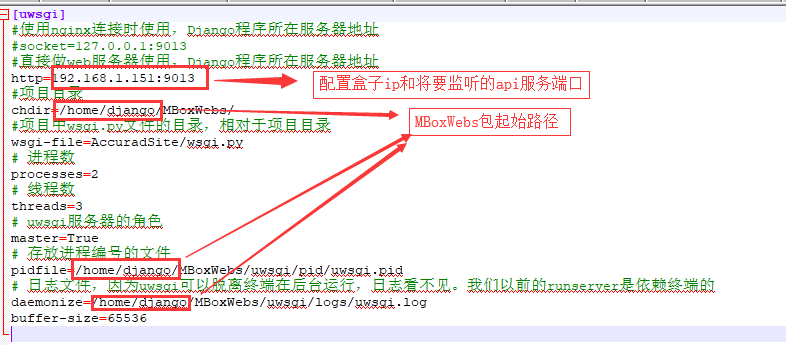 [uwsgi]
#使用nginx连接时使用，Django程序所在服务器地址
#socket=127.0.0.1:9013
#直接做web服务器使用，Django程序所在服务器地址
http=192.168.1.151:9013
配置盒子ip和将要监听的api服务端口
#项目目录
chdir=/home/django/MBoxWebs/
MBoxWebs包起始路径
#项目中wsgi.py文件的目录，相对于项目目录
wsgi-file=AccuradSite/wsgi.py
# 进程数
processes=2
# 线程数
threads=3
# uwsgi服务器的角色
master=True
# 存放进程编号的文件
pidfile=/home/django/MBoxWebs/uwsgi/pid/uwsgi.pid
# 日志文件，因为uwsgi可以脱离终端在后台运行，日志看不见。我们以前的runserver是依赖终端的
daemonize=/home/django/MBoxWebs/uwsgi/logs/uwsgi.log
buffer-size=65536